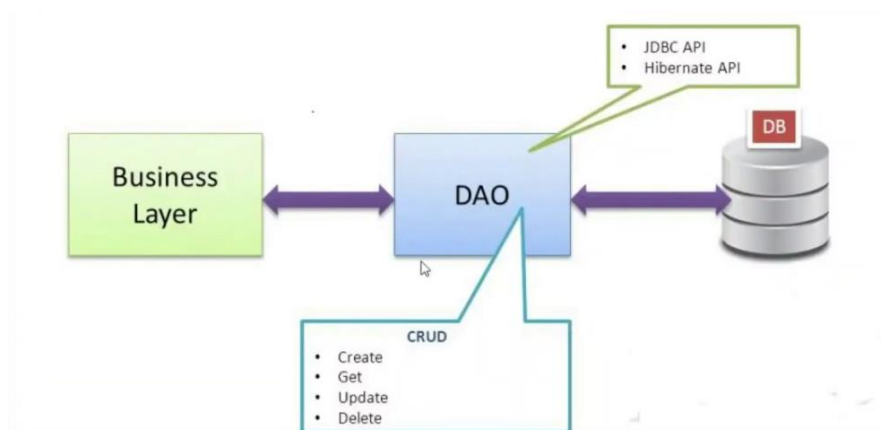 JDBC API
Hibernate API
DB
Business
Layer
DAO
CRUD
Create
Get
Update
Delete